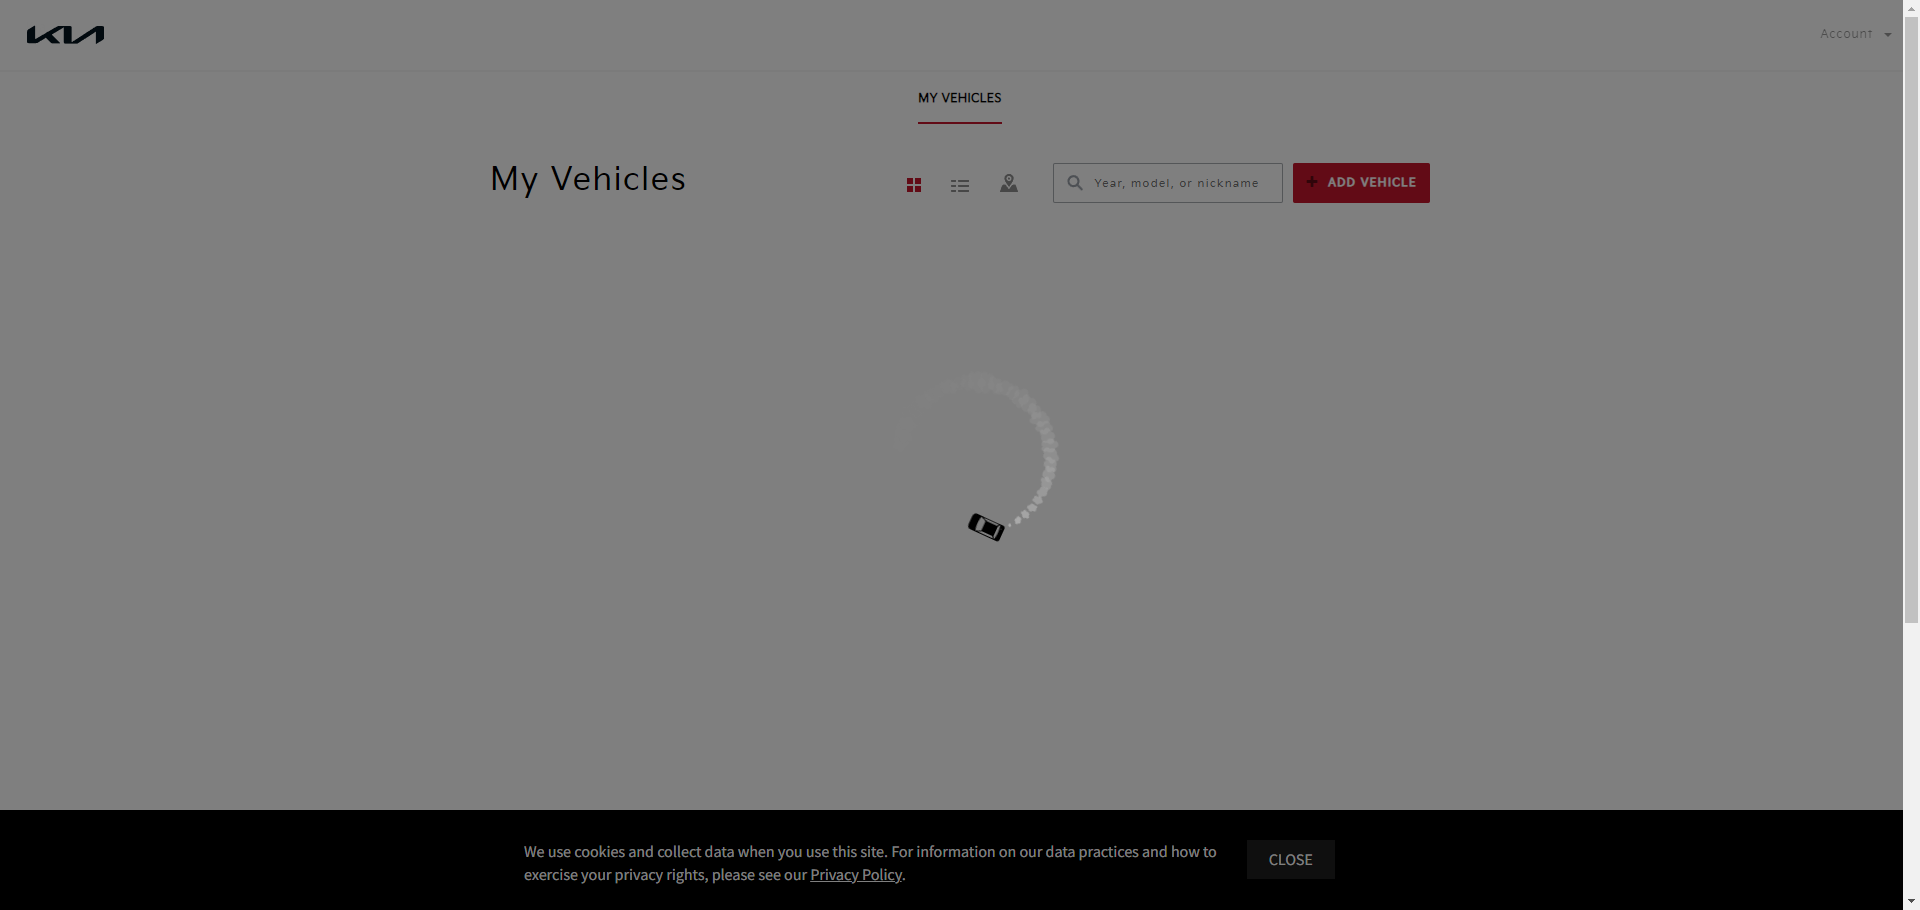 KIA
Account
MY VEHICLES
My Vehicles
Year, model, or nickname
ADD VEHICLE
We use cookies and collect data when you use this site. For information on our data practices and how to
exercise your privacy rights, please see our Privacy Policy.
CLOSE